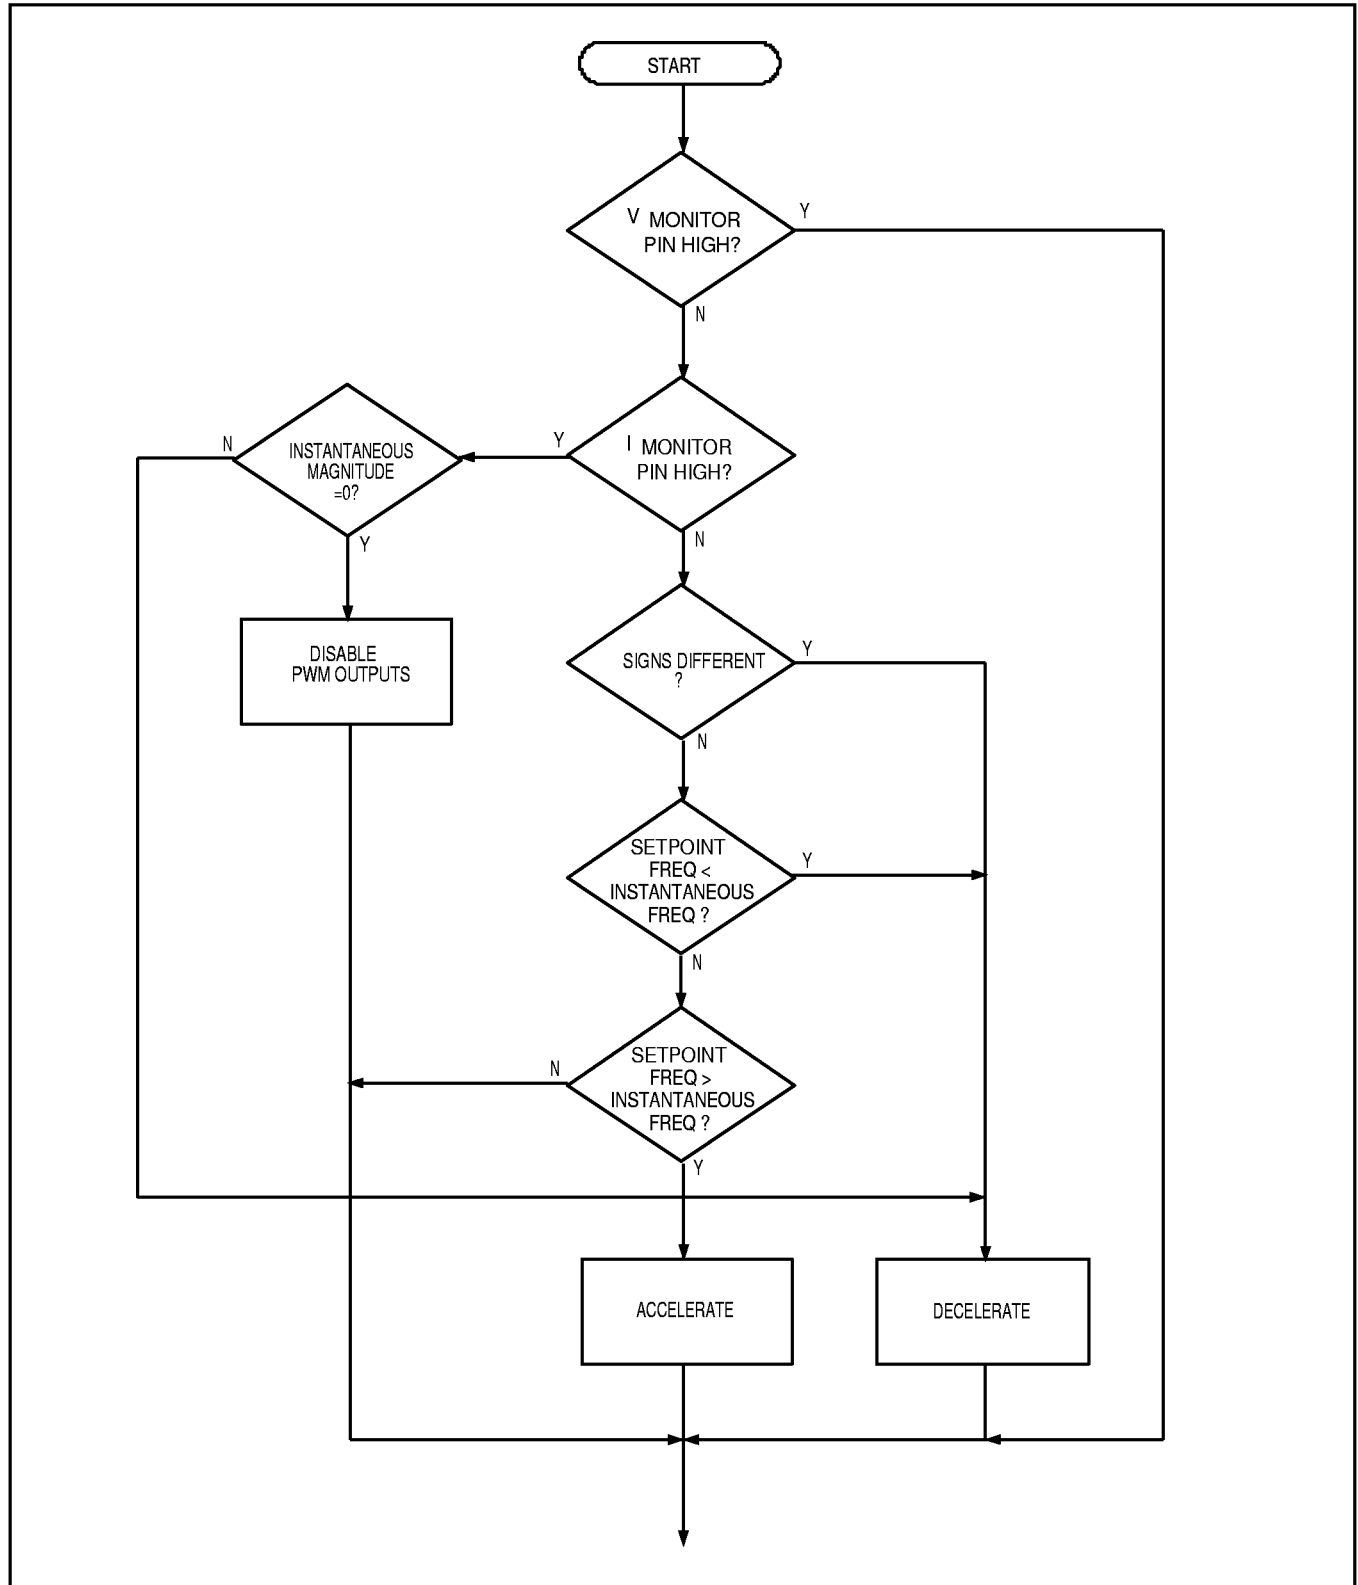 START
V MONITOR
PIN HIGH?
Y
N
I MONITOR
PIN HIGH?
Y
N
INSTANTANEOUS
MAGNITUDE
=0?
N
Y
DISABLE
PWM OUTPUTS
SIGNS DIFFERENT
?
Y
N
SETPOINT
FREQ <
INSTANTANEOUS
FREQ ?
Y
N
SETPOINT
FREQ >
INSTANTANEOUS
FREQ ?
N
Y
ACCELERATE
DECELERATE